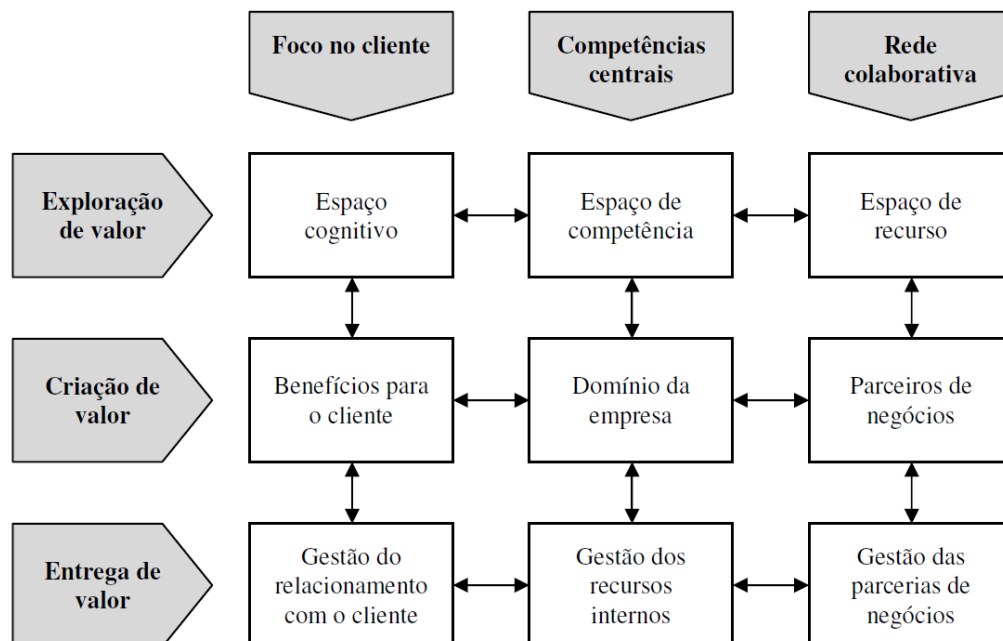 Foco no cliente
Competências
centrais
Rede
colaborativa
Exploração
de valor
Espaço
cognitivo
Espaço de
competência
Espaço de
recurso
Criação de
valor
Benefícios para
o cliente
Domínio da
empresa
Parceiros de
negócios
Entrega de
valor
Gestão do
relacionamento
com o cliente
Gestão dos
recursos
internos
Gestão das
parcerias de
negócios